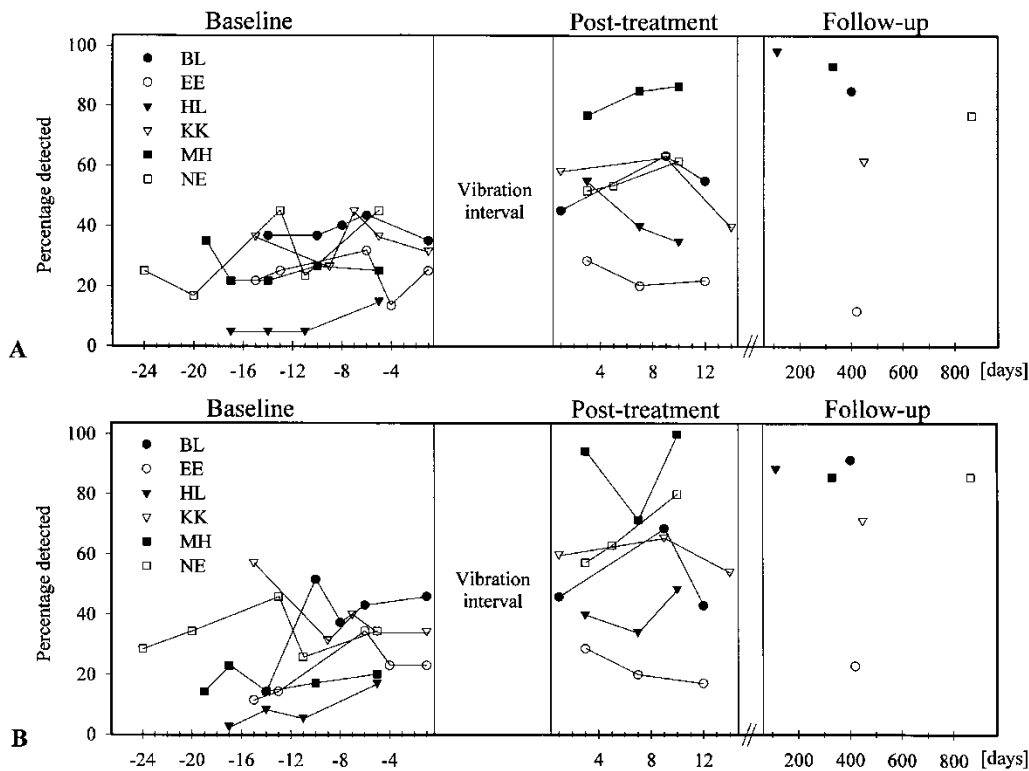 Baseline Post-treatment Follow-up
100
80
60
40
20
0
Percentage detected
BL
EE
HL
KK
MH
NE
Vibration
interval
A
-24 -20 -16 -12 -8 -4 4 8 12 200 400 600 800 [days]
Baseline Post-treatment Follow-up
100
80
60
40
20
0
Percentage detected
BL
EE
HL
KK
MH
NE
Vibration
interval
B
-24 -20 -16 -12 -8 -4 4 8 12 200 400 600 800 [days]